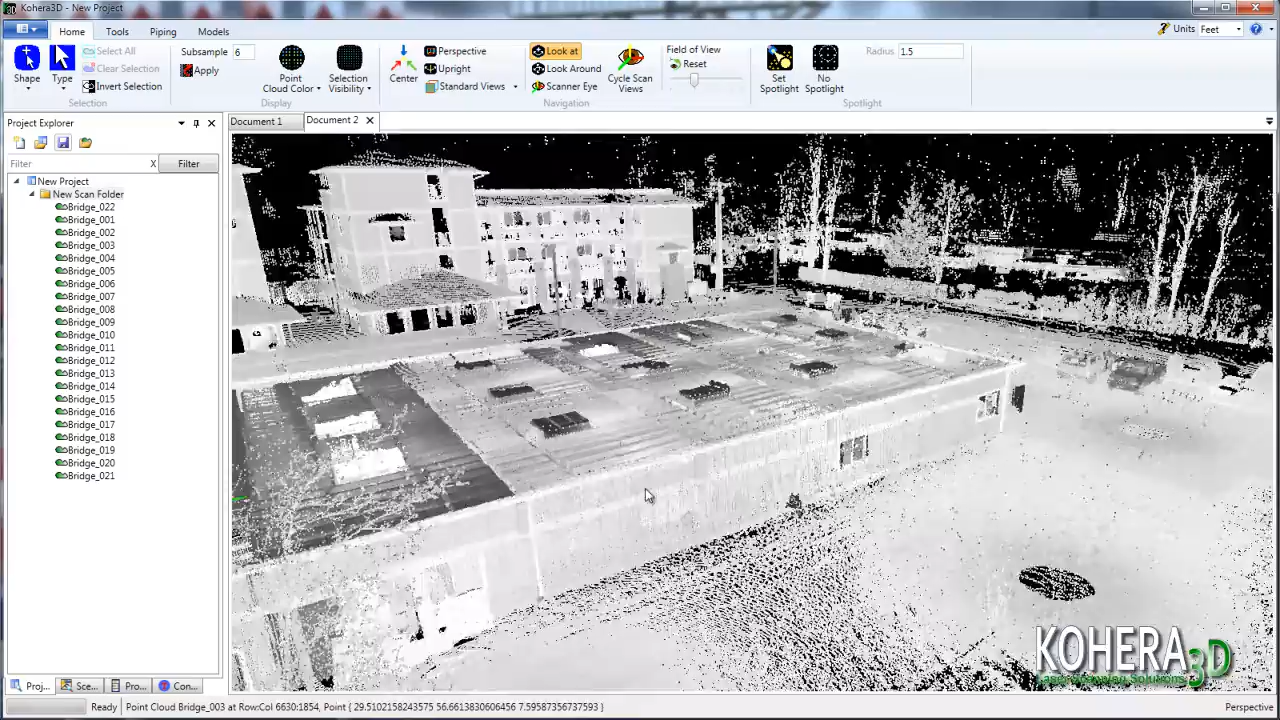 Kohera3D - New Project
Home Tools Piping Models
Units Feet
Shape
Type
Select All
Clear Selection
Invert Selection
Selection
Subsample 6
Apply
Point Cloud Color
Selection Visibility
Display
Center
Perspective
Upright
Standard Views
Look at
Look Around
Scanner Eye
Cycle Scan Views
Navigation
Field of View
Reset
Set Spotlight
No Spotlight
Radius 1.5
Spotlight
Project Explorer
Document 1 Document 2
Filter X Filter
New Project
New Scan Folder
Bridge_022
Bridge_001
Bridge_002
Bridge_003
Bridge_004
Bridge_005
Bridge_006
Bridge_007
Bridge_008
Bridge_009
Bridge_010
Bridge_011
Bridge_012
Bridge_013
Bridge_014
Bridge_015
Bridge_016
Bridge_017
Bridge_018
Bridge_019
Bridge_020
Bridge_021
KOHERA3D
Solutions
Proj... Sce... Pro... Con...
Ready Point Cloud Bridge_003 at Row:Col 6630:1854, Point { 29.5102158243575 56.6613830606456 7.59587356737593 } Perspective